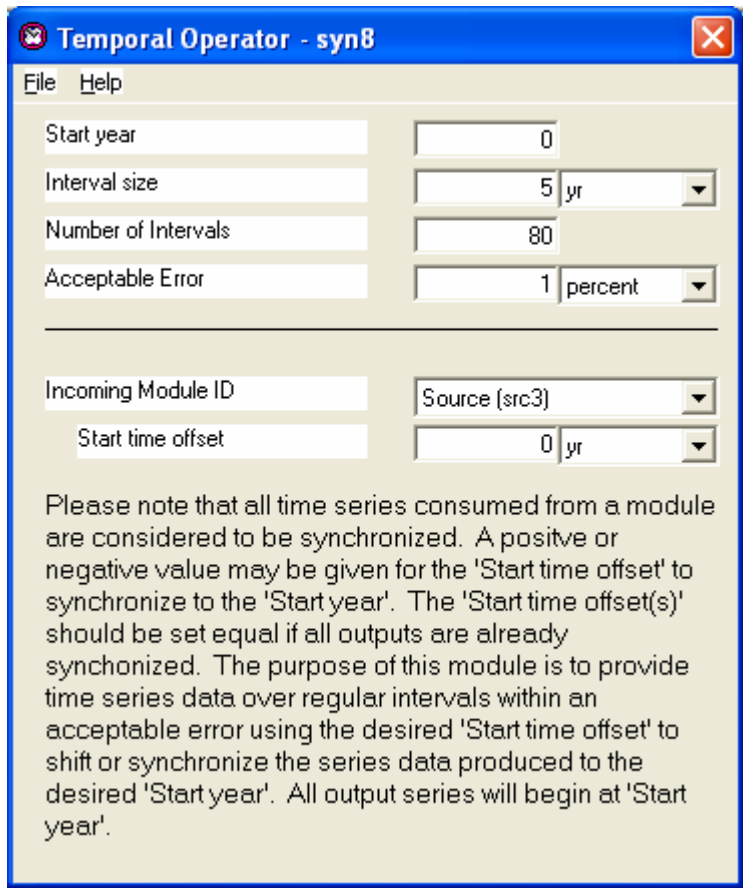 Temporal Operator - syn8
File Help
Start year 0
Interval size 5 yr
Number of Intervals 80
Acceptable Error 1 percent
Incoming Module ID Source (src3)
Start time offset 0 yr
Please note that all time series consumed from a module
are considered to be synchronized. A positve or
negative value may be given for the 'Start time offset' to
synchronize to the 'Start year'. The 'Start time offset(s)'
should be set equal if all outputs are already
synchonized. The purpose of this module is to provide
time series data over regular intervals within an
acceptable error using the desired 'Start time offset' to
shift or synchronize the series data produced to the
desired 'Start year'. All output series will begin at 'Start
year'.